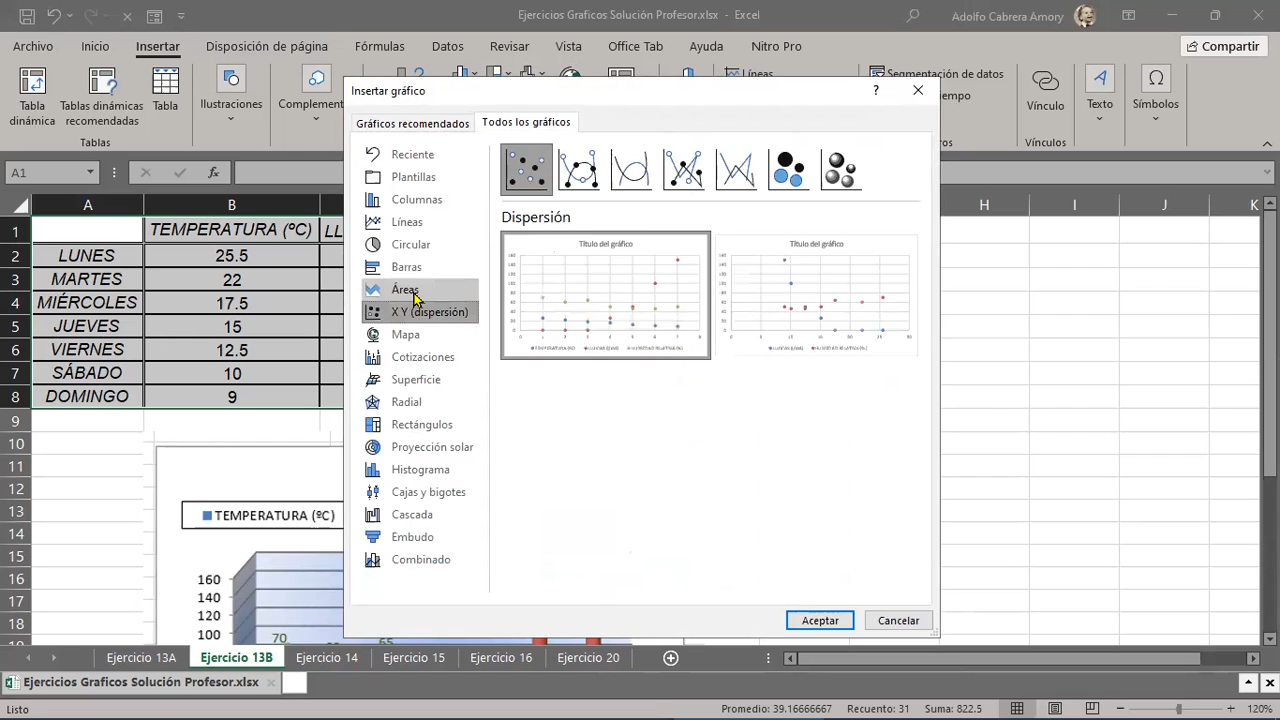 Ejercicios Graficos Solución Profesor.xlsx - Excel
Adolfo Cabrera Amory
Archivo Inicio Insertar Disposición de página Fórmulas Datos Revisar Vista Office Tab Ayuda Nitro Pro Compartir
Tabla dinámica
Tablas dinámicas recomendadas
Tabla
Ilustraciones
Complement
Líneas
Segmentación de datos
Vínculo
Texto
Símbolos
Tablas
A1
Insertar gráfico
?
Gráficos recomendados
Todos los gráficos
Reciente
Plantillas
Columnas
Líneas
Circular
Barras
Áreas
X Y (dispersión)
Mapa
Cotizaciones
Superficie
Radial
Rectángulos
Proyección solar
Histograma
Cajas y bigotes
Cascada
Embudo
Combinado
Dispersión
Título del gráfico
Título del gráfico
Aceptar
Cancelar
A B H I J K
1 TEMPERATURA (ºC)
2 LUNES 25.5
3 MARTES 22
4 MIÉRCOLES 17.5
5 JUEVES 15
6 VIERNES 12.5
7 SÁBADO 10
8 DOMINGO 9
9
10
11
12
13
14
15
16
17
18
TEMPERATURA (ºC)
160
140
120
100
70
65
Ejercicio 13A Ejercicio 13B Ejercicio 14 Ejercicio 15 Ejercicio 16 Ejercicio 20
Ejercicios Graficos Solución Profesor.xlsx
Listo
Promedio: 39.16666667 Recuento: 31 Suma: 822.5
120%